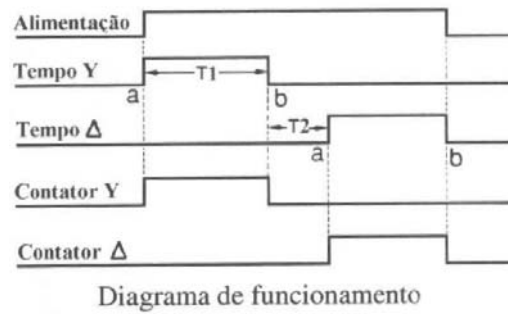 Alimentação
Tempo Y
T1
a
b
T2
Tempo Δ
a
b
Contator Y
Contator Δ
Diagrama de funcionamento